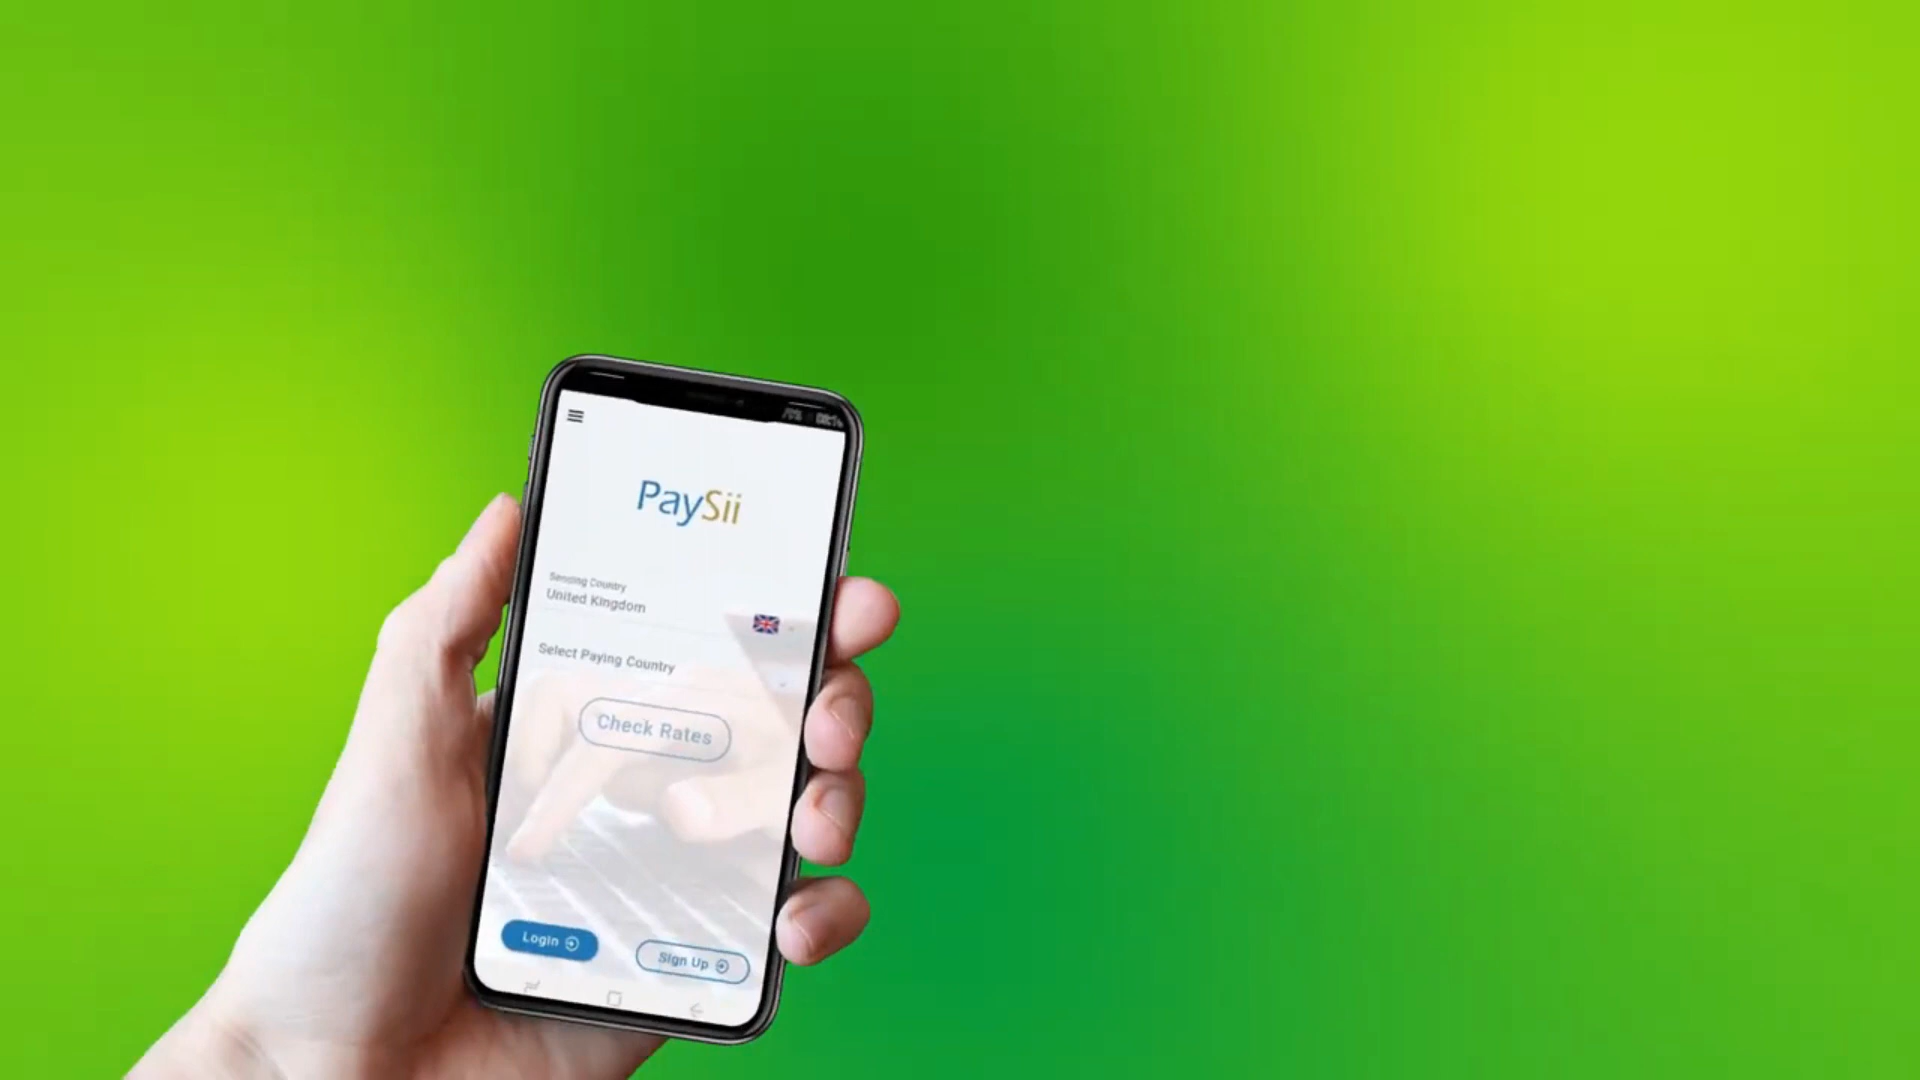 PaySii
Sending Country
United Kingdom
Select Paying Country
Check Rates
Login
Sign Up